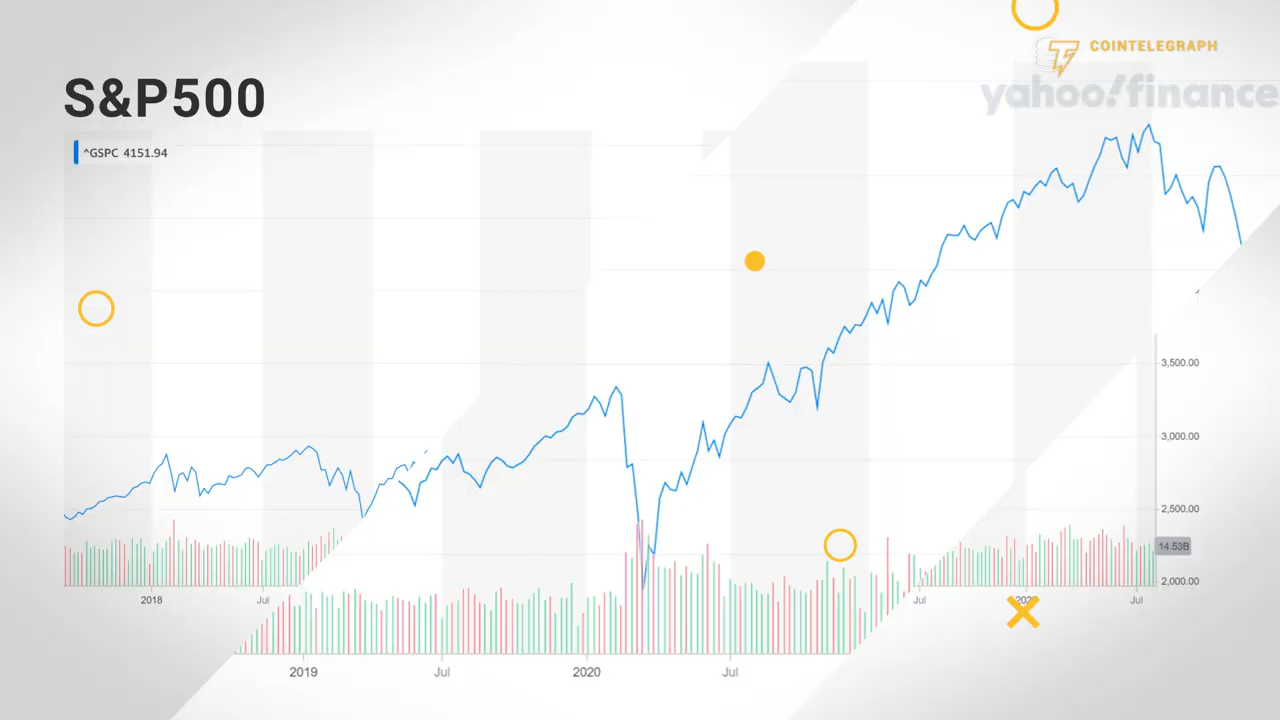 COINTELEGRAPH
yahoo!finance
S&P500
^GSPC 4151.94
3,500.00
3,000.00
2,500.00
14.53B
2,000.00
2018
Jul
Jul
Jul
2019
Jul
2020
Jul